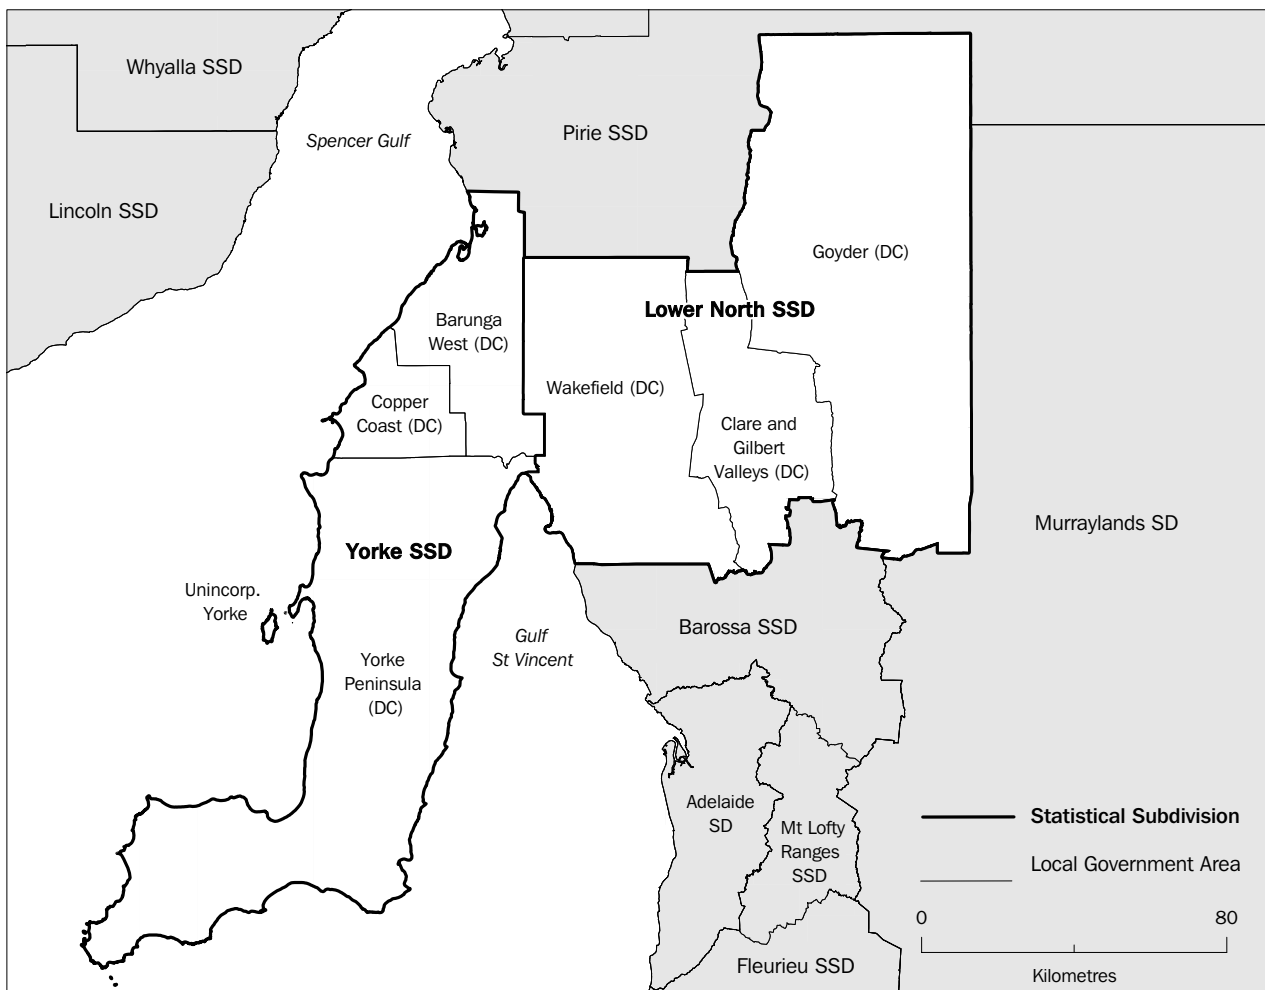 Whyalla SSD
Pirie SSD
Spencer Gulf
Lincoln SSD
Goyder (DC)
Lower North SSD
Barunga
West (DC)
Wakefield (DC)
Copper
Coast (DC)
Clare and
Gilbert
Valleys (DC)
Murraylands SD
Yorke SSD
Unincorp.
Yorke
Barossa SSD
Gulf
St Vincent
Yorke
Peninsula
(DC)
Adelaide
SD
Mt Lofty
Ranges
SSD
Statistical Subdivision
Local Government Area
0 80
Kilometres
Fleurieu SSD